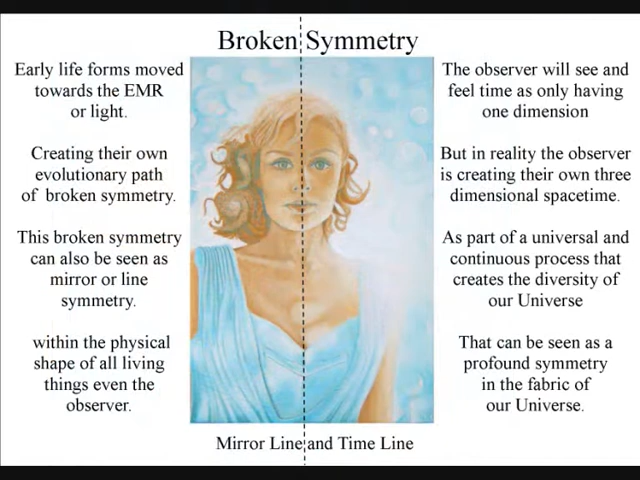 Broken Symmetry
Early life forms moved
towards the EMR
or light.
Creating their own
evolutionary path
of broken symmetry.
This broken symmetry
can also be seen as
mirror or line
symmetry.
within the physical
shape of all living
things even the
observer.
The observer will see and
feel time as only having
one dimension
But in reality the observer
is creating their own three
dimensional spacetime.
As part of a universal and
continuous process that
creates the diversity of
our Universe
That can be seen as a
profound symmetry
in the fabric of
our Universe.
Mirror Line and Time Line